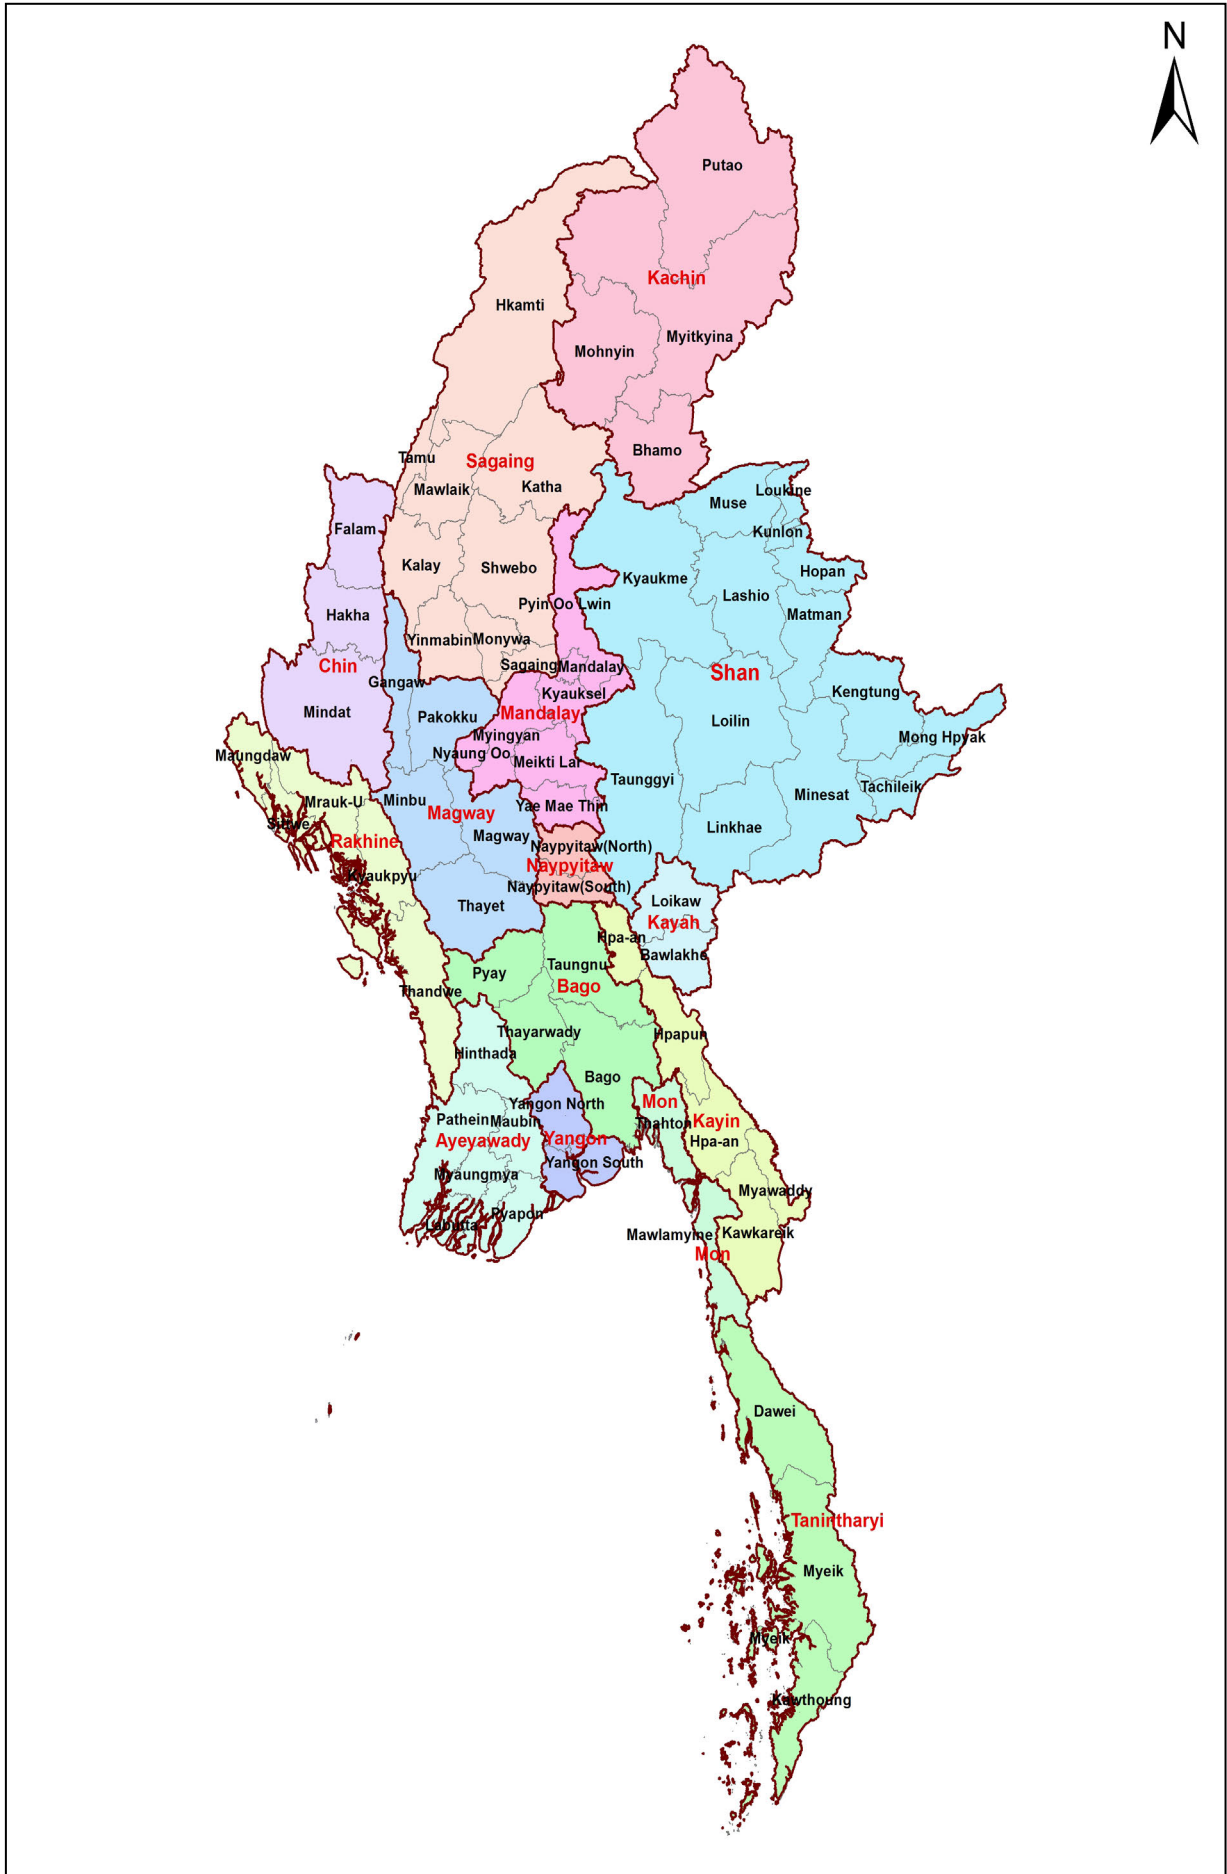 N
Putao
Kachin
Hkamti
Myitkyina
Mohnyin
Bhamo
Tamu
Sagaing
Mawlaik
Katha
Loukine
Muse
Falam
Kunlon
Kalay
Shwebo
Hopan
Kyaukme
Lashio
Pyin Oo Lwin
Hakha
Matman
Yinmabin
Monywa
Chin
Sagaing
Mandalay
Shan
Gangaw
Kyauksel
Kengtung
Mindat
Pakokku
Mandalay
Loilin
Myingyan
Mong Hpyak
Maungdaw
Nyaung Oo
Meikti Lar
Taunggyi
Tachileik
Minesat
Mrauk-U
Minbu
Yae Mae Thin
Magway
Sittwe
Linkhae
Rakhine
Magway
Naypyitaw(North)
Naypyitaw
Kyaukpyu
Naypyitaw(South)
Loikaw
Thayet
Kayah
Hpa-an
Bawlakhe
Taungnu
Pyay
Bago
Thandwe
Thayarwady
Hpapun
Hinthada
Bago
Yangon North
Mon
Pathein
Maubin
Thahton
Kayin
Ayeyawady
Yangon
Hpa-an
Yangon South
Myaungmya
Myawaddy
Pyapon
Labutta
Mawlamyine
Kawkareik
Mon
Dawei
Tanintharyi
Myeik
Myeik
Kawthoung